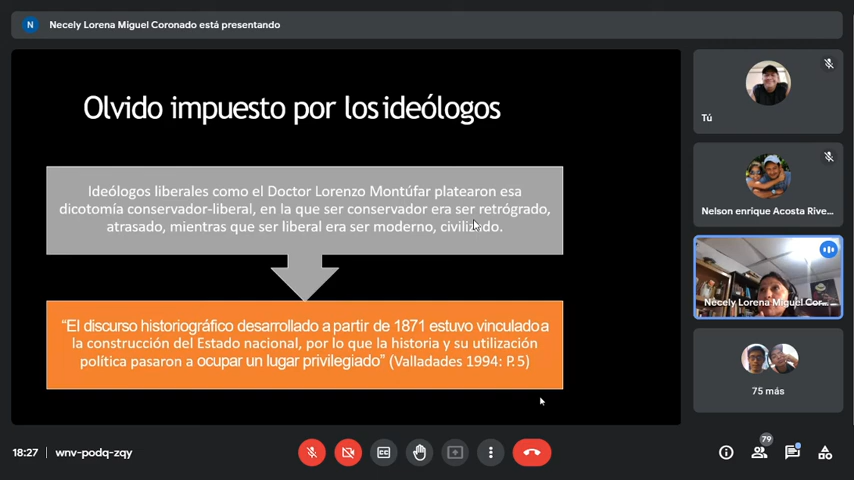 N Necely Lorena Miguel Coronado está presentando
Olvido impuesto por los ideólogos
Ideólogos liberales como el Doctor Lorenzo Montúfar platearon esa
dicotomía conservador-liberal, en la que ser conservador era ser retrógrado,
atrasado, mientras que ser liberal era ser moderno, civilizado.
“El discurso historiográfico desarrollado a partir de 1871 estuvo vinculado a
la construcción del Estado nacional, por lo que la historia y su utilización
política pasaron a ocupar un lugar privilegiado” (Valladades 1994: P. 5)
Tú
Nelson enrique Acosta Rive...
Necely Lorena Miguel Cor...
75 más
18:27 | wnv-podq-zqy
79